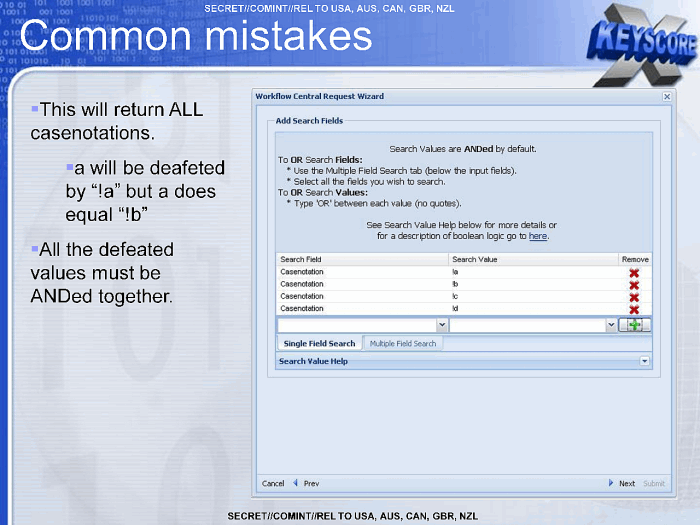 SECRET//COMINT//REL TO USA, AUS, CAN, GBR, NZL
Common mistakes
X KEYSCORE
▪This will return ALL
casenotations.
▪a will be deafeted
by “!a” but a does
equal “!b”
▪All the defeated
values must be
ANDed together.
Workflow Central Request Wizard
Add Search Fields
Search Values are ANDed by default.
To OR Search Fields:
* Use the Multiple Field Search tab (below the input fields).
* Select all the fields you wish to search.
To OR Search Values:
* Type 'OR' between each value (no quotes).
See Search Value Help below for more details or
for a description of boolean logic go to here.
Search Field Search Value Remove
Casenotation !a
Casenotation !b
Casenotation !c
Casenotation !d
Single Field Search Multiple Field Search
Search Value Help
Cancel Prev Next Submit
SECRET//COMINT//REL TO USA, AUS, CAN, GBR, NZL